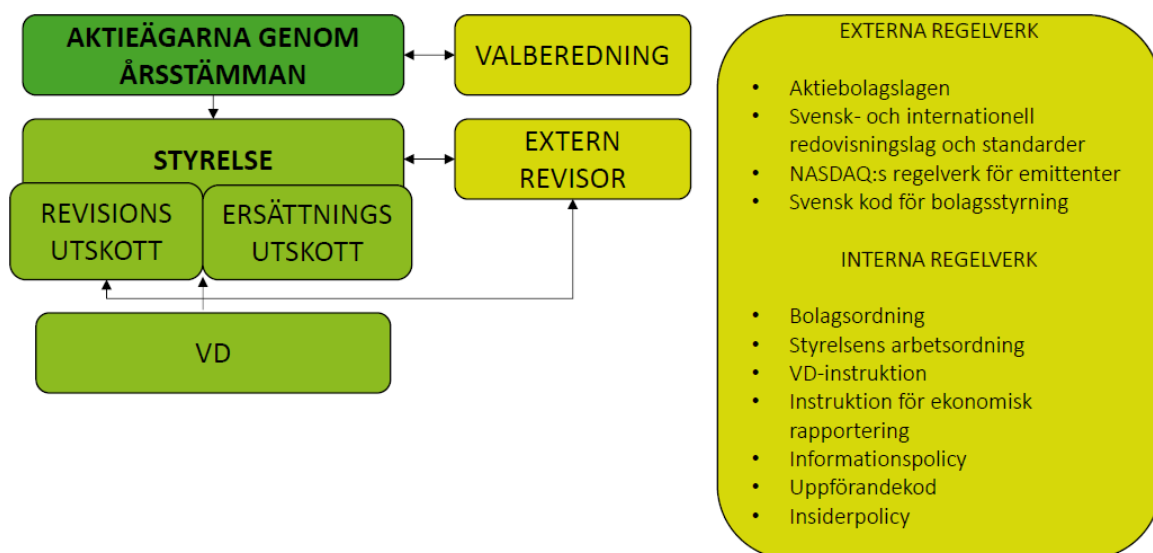 AKTIEÄGARNA GENOM
ÅRSSTÄMMAN
VALBEREDNING
STYRELSE
EXTERN
REVISOR
REVISIONS
UTSKOTT
ERSÄTTNINGS
UTSKOTT
VD
EXTERNA REGELVERK
• Aktiebolagslagen
• Svensk- och internationell
redovisningslag och standarder
• NASDAQ:s regelverk för emittenter
• Svensk kod för bolagsstyrning
INTERNA REGELVERK
• Bolagsordning
• Styrelsens arbetsordning
• VD-instruktion
• Instruktion för ekonomisk
rapportering
• Informationspolicy
• Uppförandekod
• Insiderpolicy